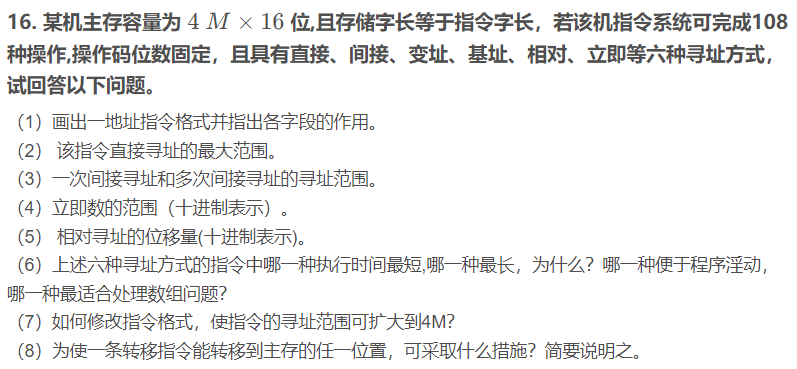 16. 某机主存容量为 4 M × 16 位,且存储字长等于指令字长，若该机指令系统可完成108
种操作,操作码位数固定，且具有直接、间接、变址、基址、相对、立即等六种寻址方式，
试回答以下问题。
（1）画出一地址指令格式并指出各字段的作用。
（2） 该指令直接寻址的最大范围。
（3）一次间接寻址和多次间接寻址的寻址范围。
（4）立即数的范围（十进制表示）。
（5） 相对寻址的位移量(十进制表示)。
（6）上述六种寻址方式的指令中哪一种执行时间最短,哪一种最长，为什么？哪一种便于程序淫动，
哪一种最适合处理数组问题？
（7）如何修改指令格式，使指令的寻址范围可扩大到4M？
（8）为使一条转移指令能转移到主存的任一位置，可采取什么措施？简要说明之。